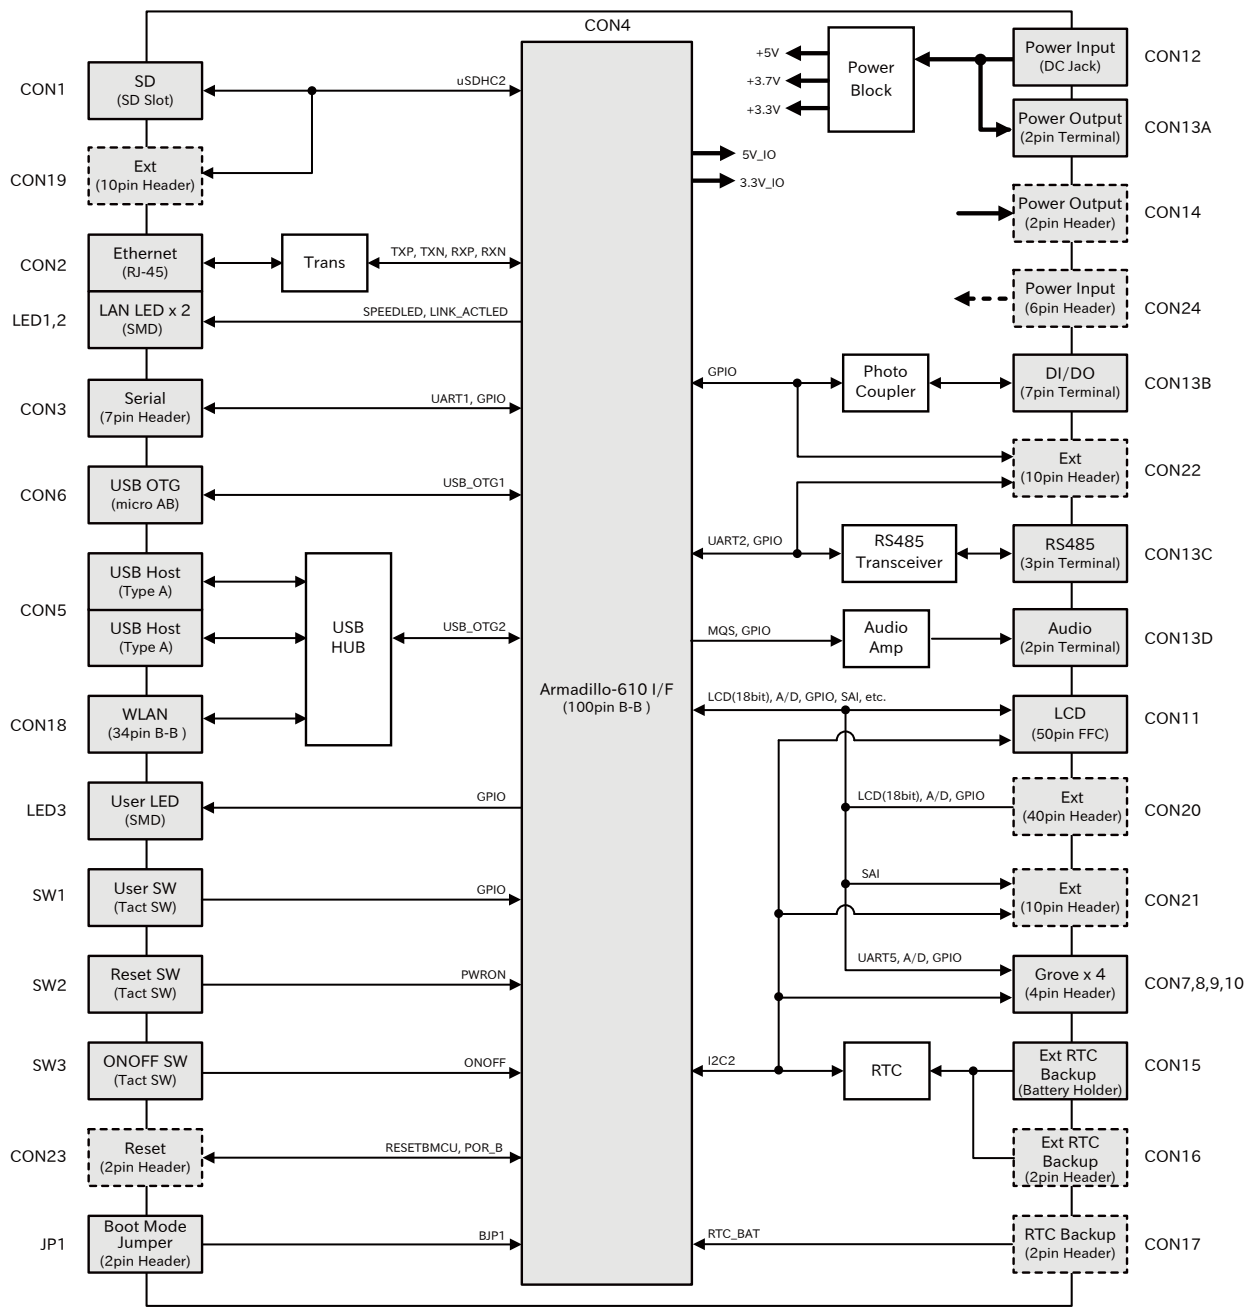 CON4
CON1
SD
(SD Slot)
uSDHC2
CON19
Ext
(10pin Header)
CON2
Ethernet
(RJ-45)
Trans
TXP, TXN, RXP, RXN
LED1,2
LAN LED x 2
(SMD)
SPEEDLED, LINK_ACTLED
CON3
Serial
(7pin Header)
UART1, GPIO
CON6
USB OTG
(micro AB)
USB_OTG1
CON5
USB Host
(Type A)
USB Host
(Type A)
USB
HUB
USB_OTG2
CON18
WLAN
(34pin B-B )
LED3
User LED
(SMD)
GPIO
SW1
User SW
(Tact SW)
GPIO
SW2
Reset SW
(Tact SW)
PWRON
SW3
ONOFF SW
(Tact SW)
ONOFF
CON23
Reset
(2pin Header)
RESETBMCU, POR_B
JP1
Boot Mode
Jumper
(2pin Header)
BJP1
Armadillo-610 I/F
(100pin B-B )
+5V
+3.7V
+3.3V
Power
Block
Power Input
(DC Jack)
CON12
Power Output
(2pin Terminal)
CON13A
5V_IO
3.3V_IO
Power Output
(2pin Header)
CON14
Power Input
(6pin Header)
CON24
GPIO
Photo
Coupler
DI/DO
(7pin Terminal)
CON13B
Ext
(10pin Header)
CON22
UART2, GPIO
RS485
Transceiver
RS485
(3pin Terminal)
CON13C
MQS, GPIO
Audio
Amp
Audio
(2pin Terminal)
CON13D
LCD(18bit), A/D, GPIO, SAI, etc.
LCD
(50pin FFC)
CON11
LCD(18bit), A/D, GPIO
Ext
(40pin Header)
CON20
SAI
Ext
(10pin Header)
CON21
UART5, A/D, GPIO
Grove x 4
(4pin Header)
CON7,8,9,10
I2C2
RTC
Ext RTC
Backup
(Battery Holder)
CON15
Ext RTC
Backup
(2pin Header)
CON16
RTC_BAT
RTC Backup
(2pin Header)
CON17